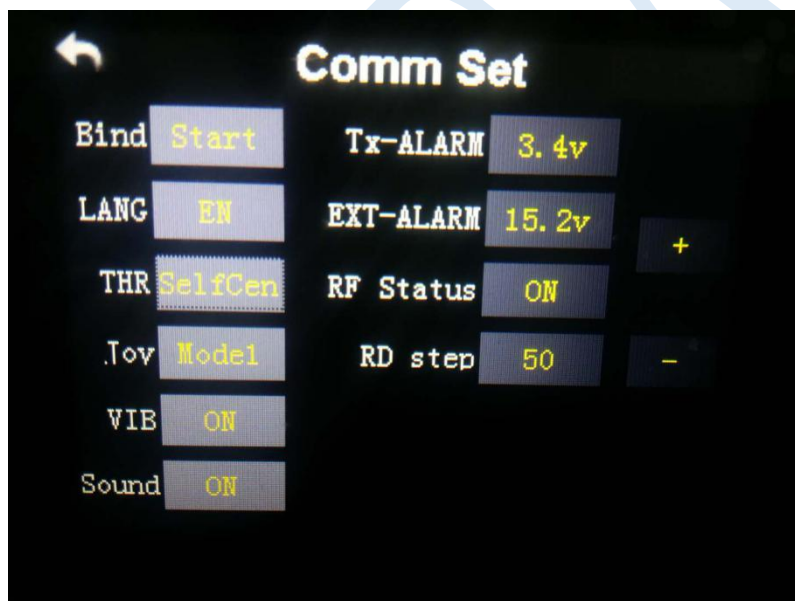 Comm Set
Bind Start Tx-ALARM 3.4v
LANG EN EXT-ALARM 15.2v
+
THR SelfCen RF Status ON
Joy Mode1 RD step 50 -
VIB ON
Sound ON